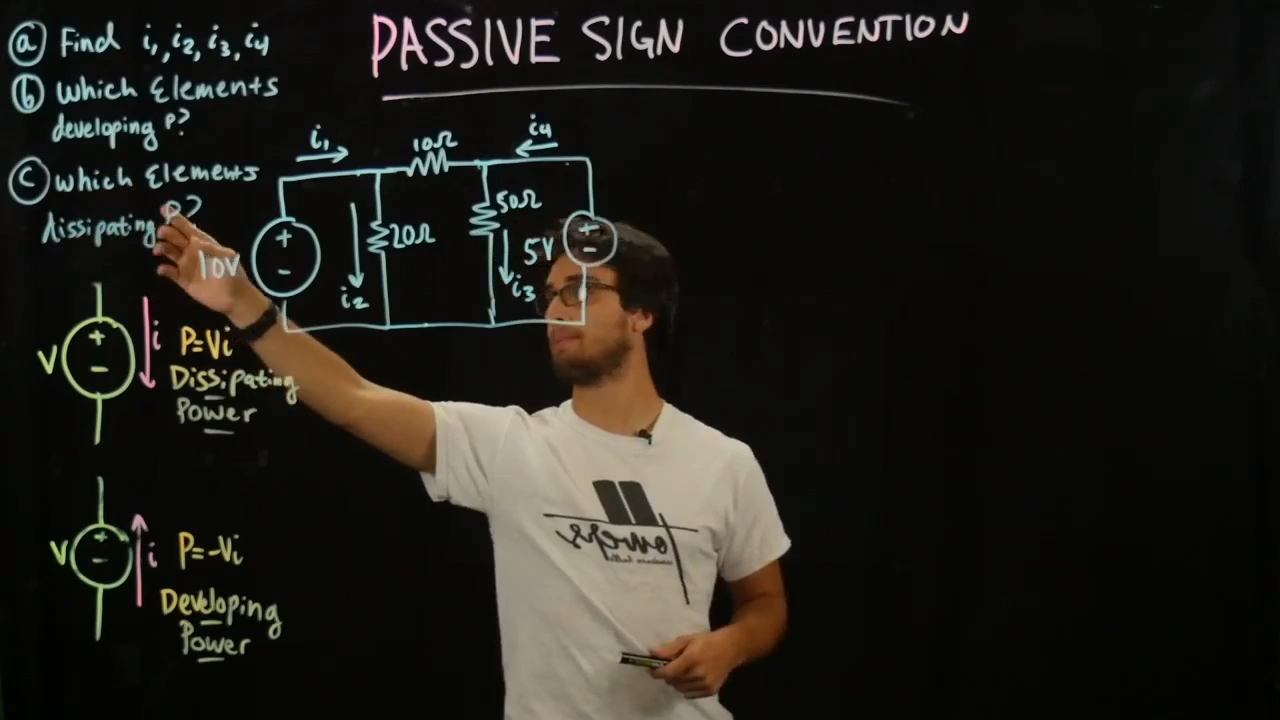 PASSIVE SIGN CONVENTION
ⓐ Find i1, i2, i3, i4
ⓑ Which Elements
developing P?
ⓒ Which Elements
dissipating P?
i1
10Ω
i4
20Ω
50Ω
10V
+
-
i2
i3
5V
+
-
V
+
-
i
P=Vi
Dissipating
Power
V
+
-
i
P=-Vi
Developing
Power